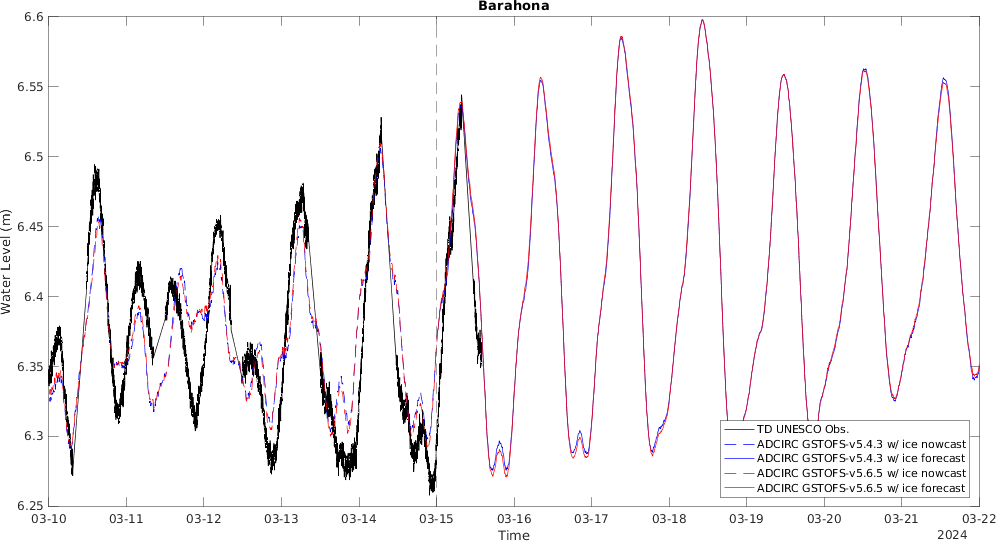 Barahona
6.6
6.55
6.5
6.45
6.4
6.35
6.3
6.25
Water Level (m)
TD UNESCO Obs.
ADCIRC GSTOFS-v5.4.3 w/ ice nowcast
ADCIRC GSTOFS-v5.4.3 w/ ice forecast
ADCIRC GSTOFS-v5.6.5 w/ ice nowcast
ADCIRC GSTOFS-v5.6.5 w/ ice forecast
03-10 03-11 03-12 03-13 03-14 03-15 03-16 03-17 03-18 03-19 03-20 03-21 03-22
Time
2024